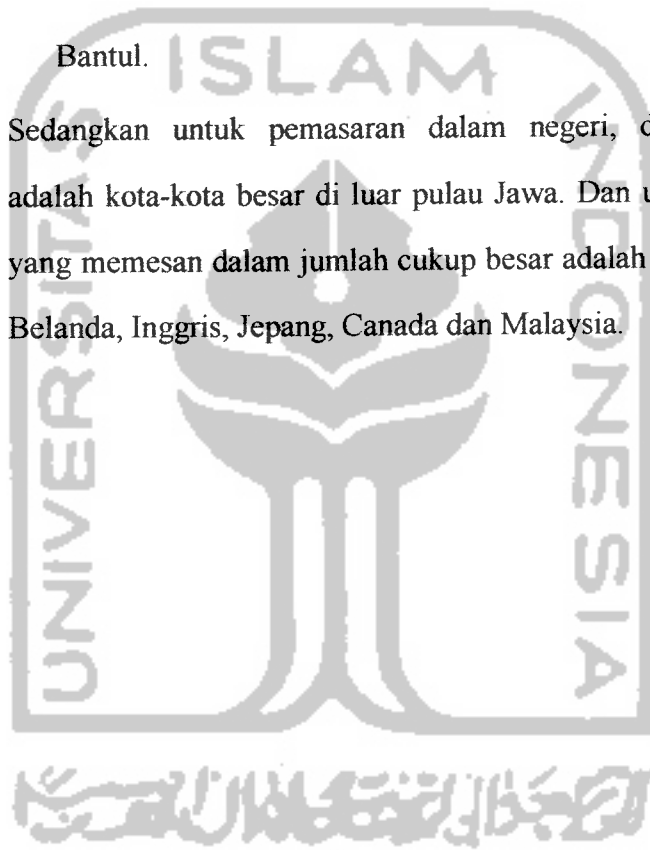 Bantul.
ISLAM
Sedangkan untuk pemasaran dalam negeri, d
adalah kota-kota besar di luar pulau Jawa. Dan u
yang memesan dalam jumlah cukup besar adalah
Belanda, Inggris, Jepang, Canada dan Malaysia.
UNIVERSITAS
INDONESIA